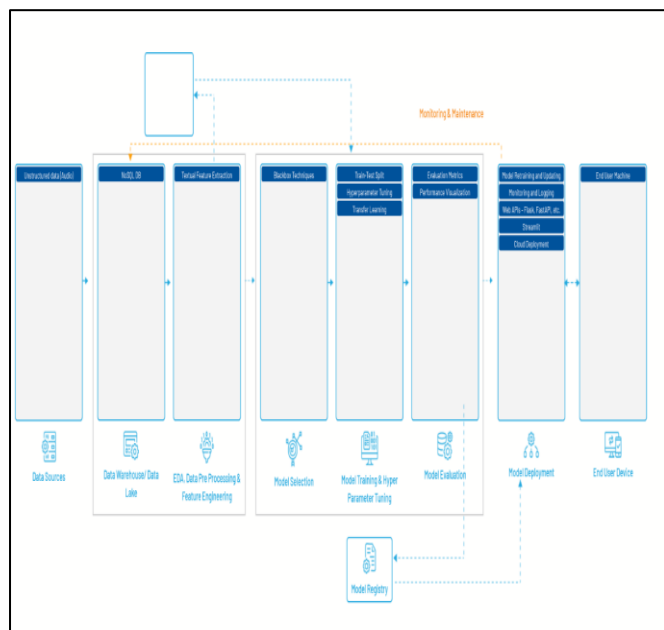 Monitoring & Maintenance
Unstructured data (Audio)
NoSQL DB
Textual Feature Extraction
Blackbox Techniques
Train-Test Split
Hyperparameter Tuning
Transfer Learning
Evaluation Metrics
Performance Visualization
Model Retraining and Updating
Monitoring and Logging
Web APIs - Flask, FastAPI, etc.
Streamlit
Cloud Deployment
End User Machine
Data Sources
Data Warehouse/ Data
Lake
EDA, Data Pre Processing &
Feature Engineering
Model Selection
Model Training & Hyper
Parameter Tuning
Model Evaluation
Model Deployment
End User Device
Model Registry